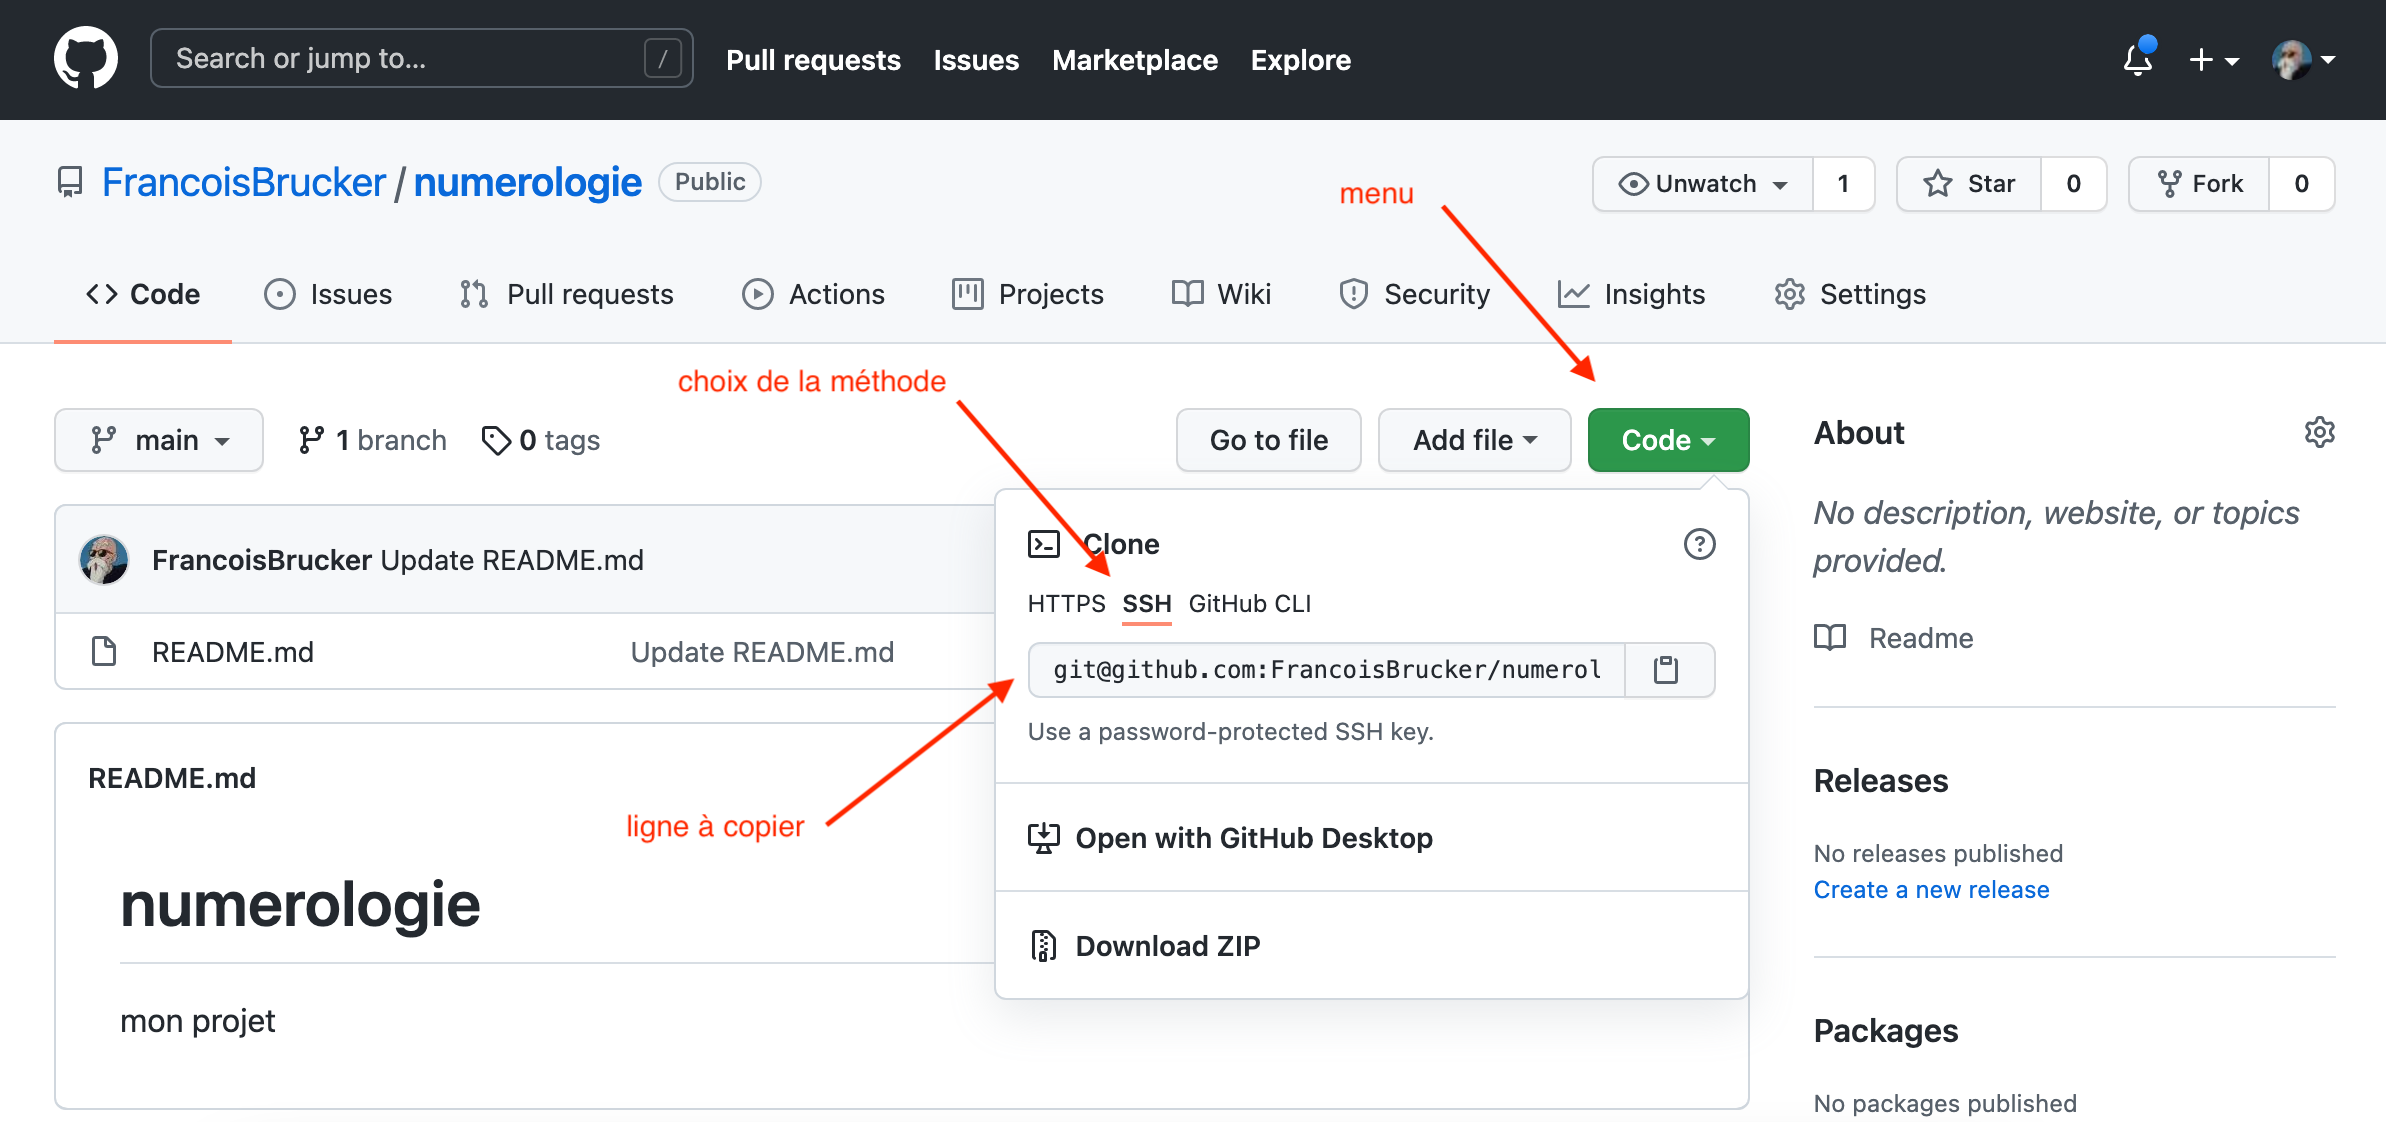 Search or jump to... /
Pull requests Issues Marketplace Explore
FrancoisBrucker / numerologie Public
menu
Unwatch 1 Star 0 Fork 0
Code Issues Pull requests Actions Projects Wiki Security Insights Settings
choix de la méthode
main 1 branch 0 tags Go to file Add file Code
About
No description, website, or topics
provided.
Readme
FrancoisBrucker Update README.md
README.md Update README.md
Clone
HTTPS SSH GitHub CLI
git@github.com:FrancoisBrucker/numerol
Use a password-protected SSH key.
ligne à copier
Open with GitHub Desktop
Download ZIP
README.md
numerologie
mon projet
Releases
No releases published
Create a new release
Packages
No packages published